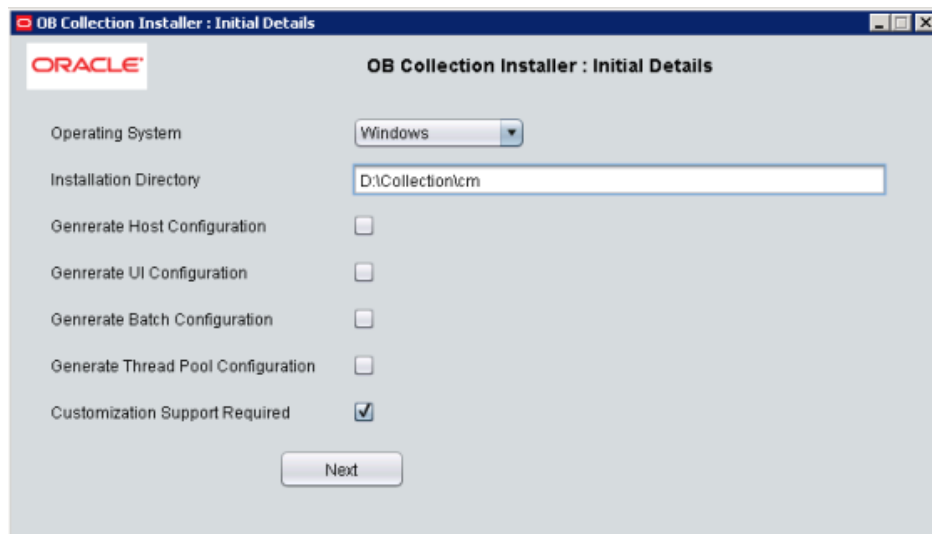 OB Collection Installer : Initial Details
ORACLE
OB Collection Installer : Initial Details
Operating System Windows
Installation Directory D:\Collection\cm
Genrerate Host Configuration
Genrerate UI Configuration
Genrerate Batch Configuration
Generate Thread Pool Configuration
Customization Support Required
Next